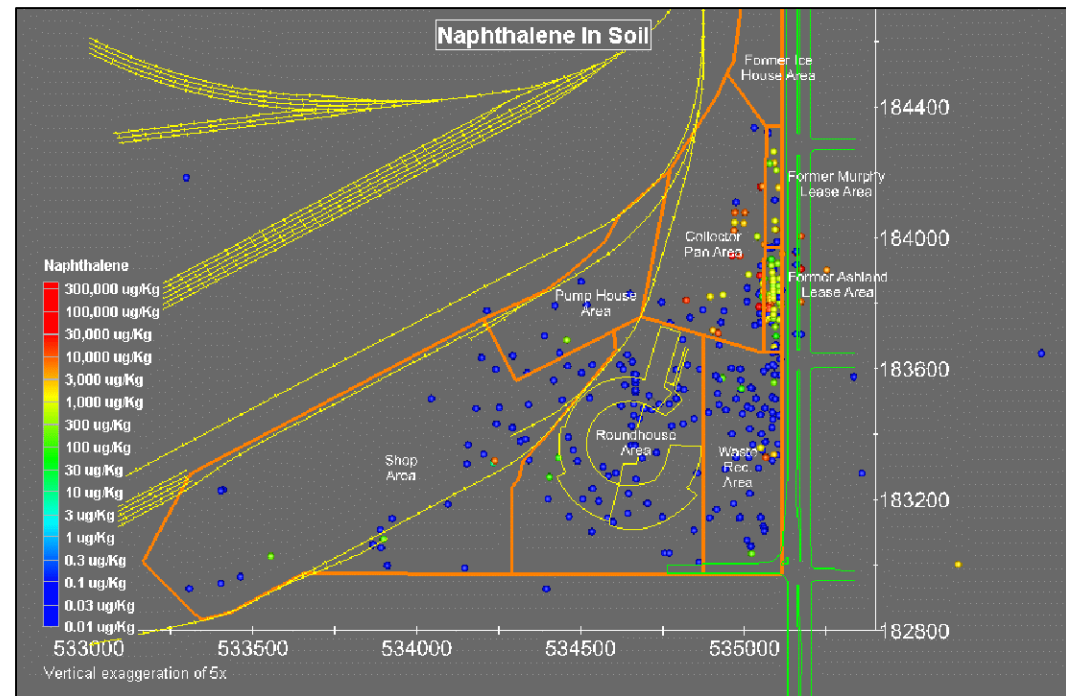 Naphthalene In Soil
Former Ice
House Area
184400
Former Murphy
Lease Area
184000
Collector
Pan Area
Former Ashland
Lease Area
Pump House
Area
Naphthalene
300,000 ug/Kg
100,000 ug/Kg
30,000 ug/Kg
10,000 ug/Kg
3,000 ug/Kg
1,000 ug/Kg
300 ug/Kg
100 ug/Kg
30 ug/Kg
10 ug/Kg
3 ug/Kg
1 ug/Kg
0.3 ug/Kg
0.1 ug/Kg
0.03 ug/Kg
0.01 ug/Kg
183600
Roundhouse
Area
Waste
Rec.
Area
Shop
Area
183200
182800
533000
533500
534000
534500
535000
Vertical exaggeration of 5x